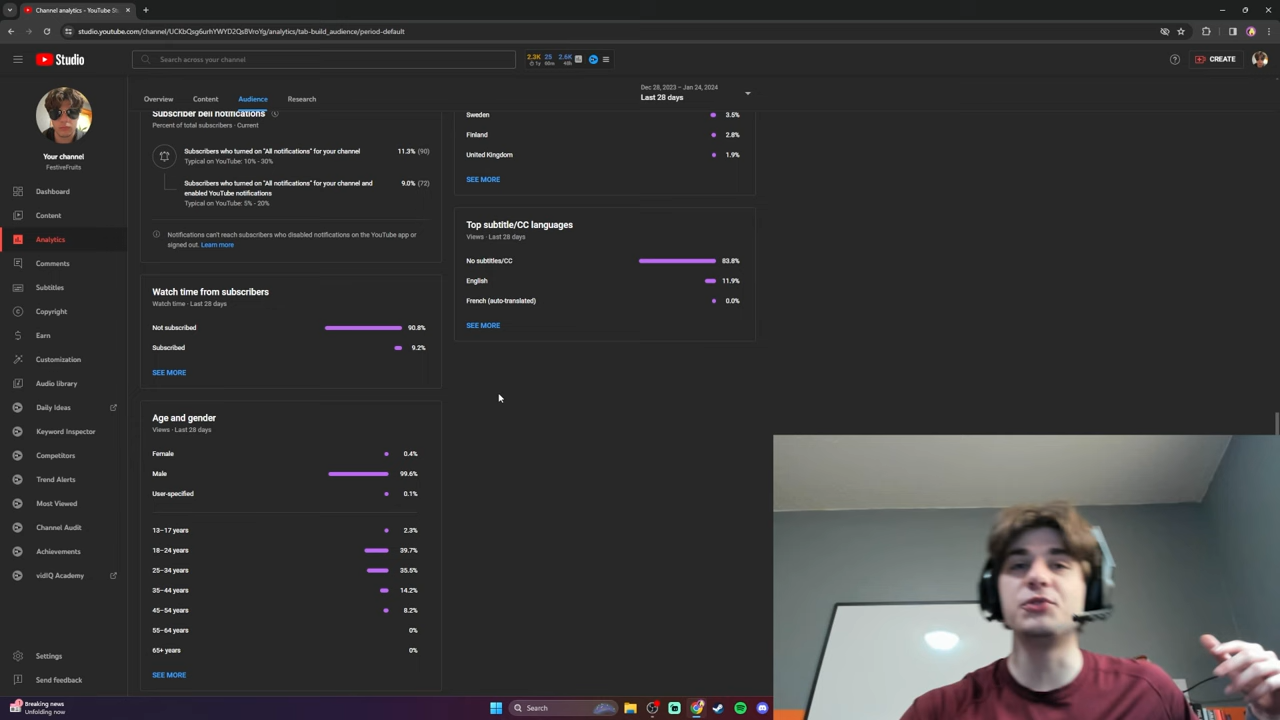 Channel analytics - YouTube St
studio.youtube.com/channel/UCKbQsg6urhYWYD2Qs8VroYg/analytics/tab-build_audience/period-default
Studio
Search across your channel
2.3K 25 2.6K
1y 60m 48h
CREATE
Overview
Content
Audience
Research
Dec 28, 2023 – Jan 24, 2024
Last 28 days
Your channel
FestiveFruits
Dashboard
Content
Analytics
Comments
Subtitles
Copyright
Earn
Customization
Audio library
Daily Ideas
Keyword Inspector
Competitors
Trend Alerts
Most Viewed
Channel Audit
Achievements
vidIQ Academy
Settings
Send feedback
Subscriber bell notifications
Percent of total subscribers · Current
Subscribers who turned on "All notifications" for your channel 11.3% (90)
Typical on YouTube: 10% - 30%
Subscribers who turned on "All notifications" for your channel and 9.0% (72)
enabled YouTube notifications
Typical on YouTube: 5% - 20%
Notifications can't reach subscribers who disabled notifications on the YouTube app or
signed out. Learn more
Watch time from subscribers
Watch time · Last 28 days
Not subscribed 90.8%
Subscribed 9.2%
SEE MORE
Age and gender
Views · Last 28 days
Female 0.4%
Male 99.6%
User-specified 0.1%
13–17 years 2.3%
18–24 years 39.7%
25–34 years 35.5%
35–44 years 14.2%
45–54 years 8.2%
55–64 years 0%
65+ years 0%
SEE MORE
Sweden 3.5%
Finland 2.8%
United Kingdom 1.9%
SEE MORE
Top subtitle/CC languages
Views · Last 28 days
No subtitles/CC 83.8%
English 11.9%
French (auto-translated) 0.0%
SEE MORE
Breaking news
Unfolding now
Search